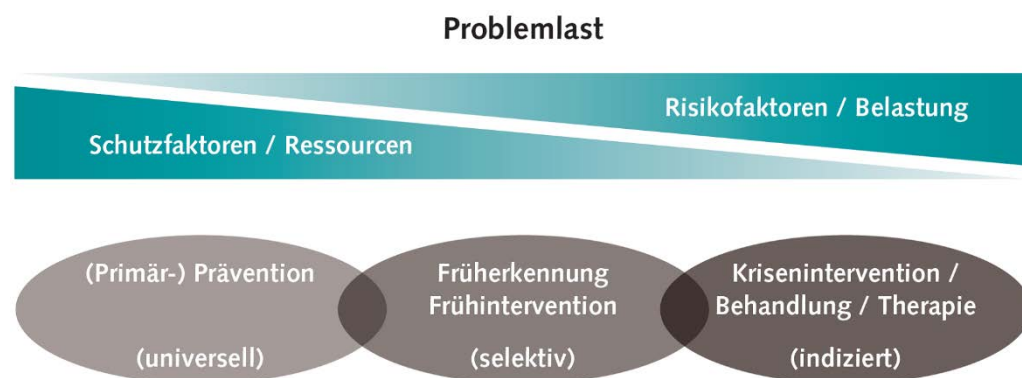 Problemlast
Risikofaktoren / Belastung
Schutzfaktoren / Ressourcen
(Primär-) Prävention
(universell)
Früherkennung
Frühintervention
(selektiv)
Krisenintervention /
Behandlung / Therapie
(indiziert)